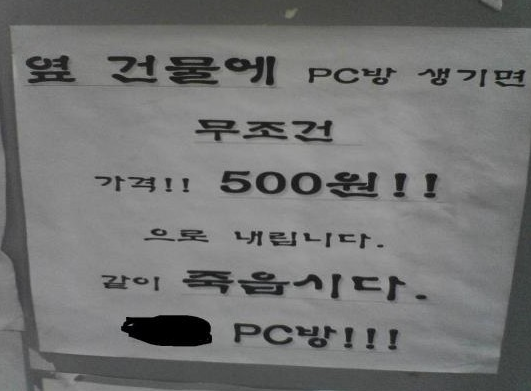 옆 건물에 PC방 생기면
무조건
가격!! 500원!!
으로 내립니다.
같이 죽음시다.
PC방!!!